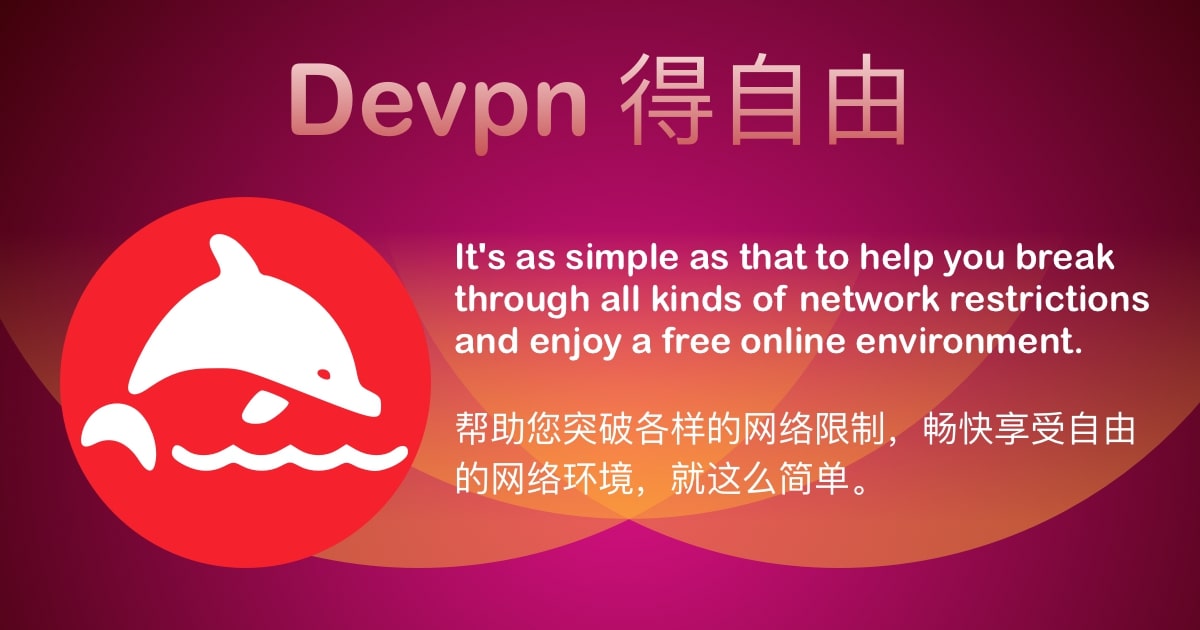 Devpn 得自由
It's as simple as that to help you break
through all kinds of network restrictions
and enjoy a free online environment.
帮助您突破各样的网络限制，畅快享受自由
的网络环境，就这么简单。